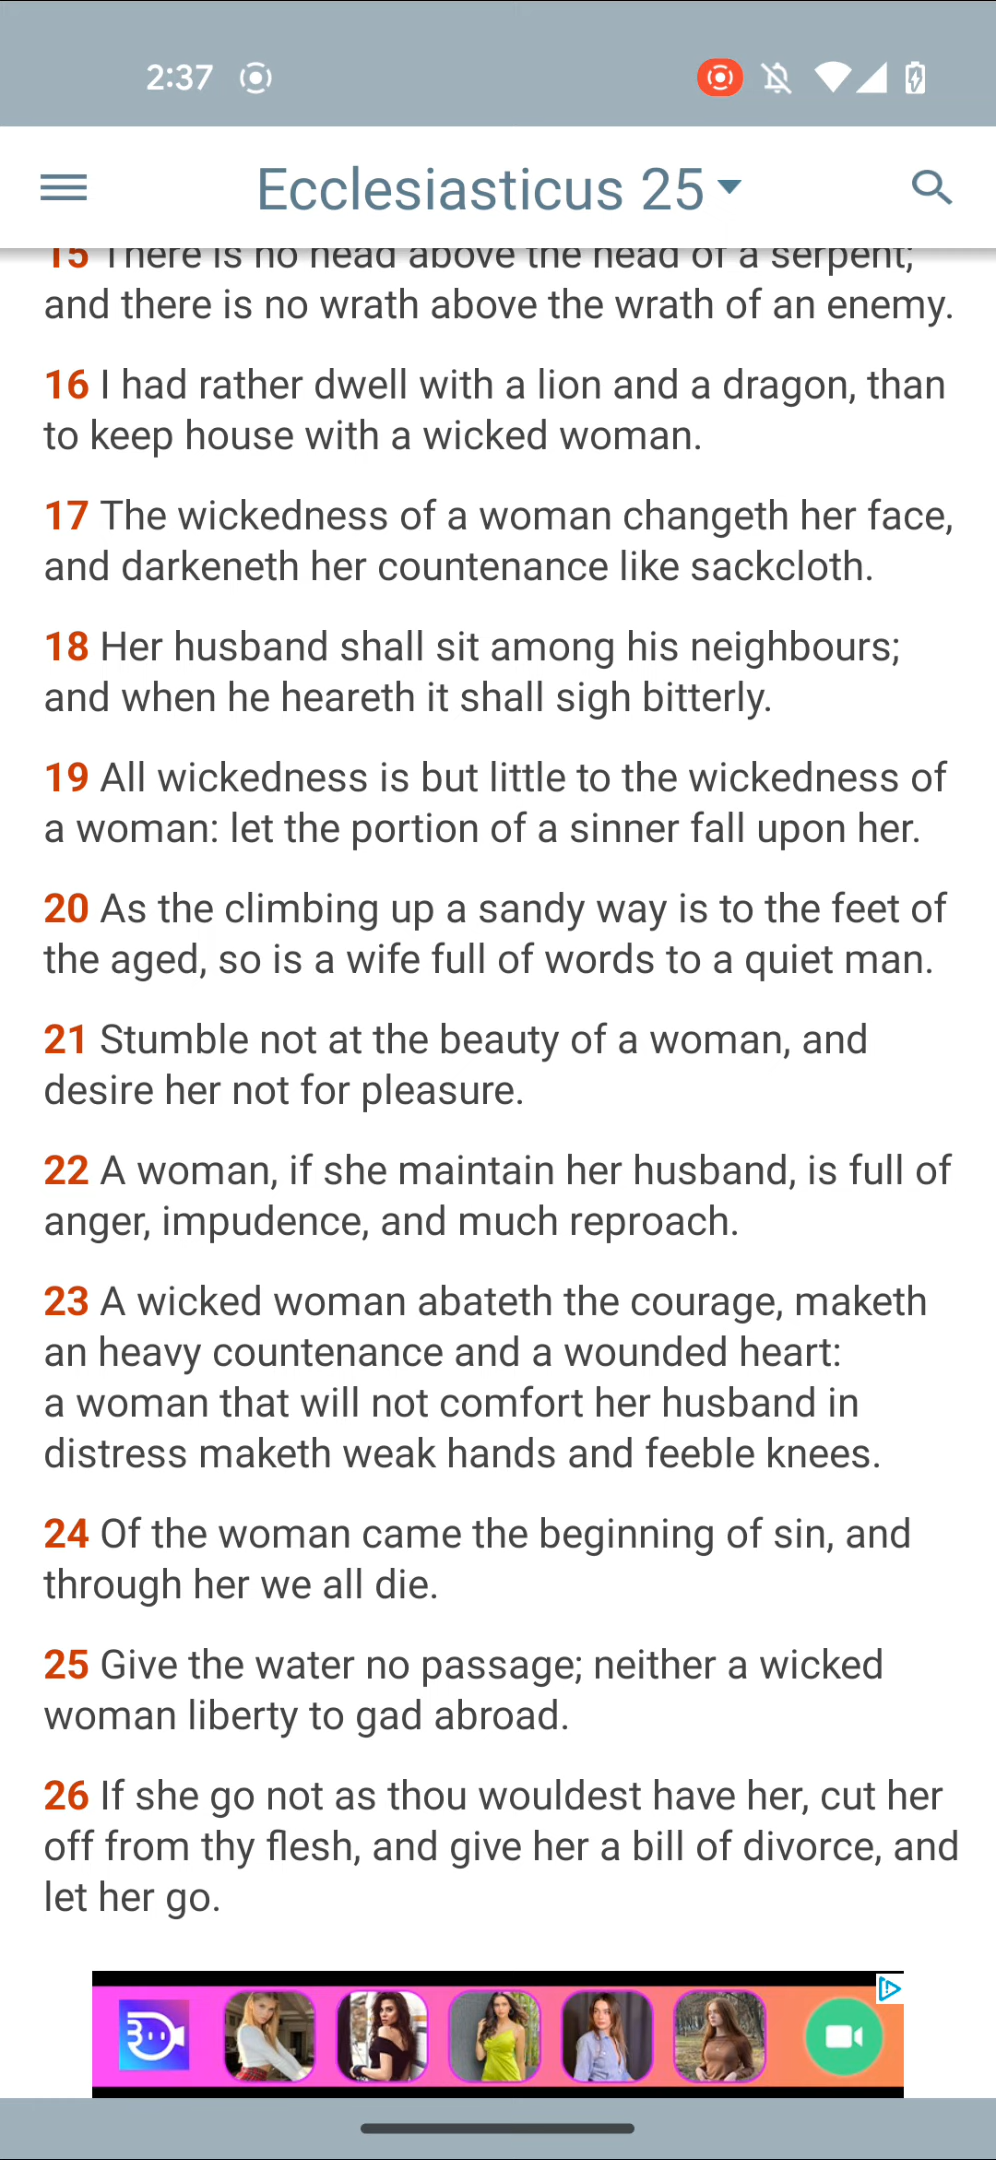 2:37
Ecclesiasticus 25
15 There is no head above the head of a serpent;
and there is no wrath above the wrath of an enemy.
16 I had rather dwell with a lion and a dragon, than
to keep house with a wicked woman.
17 The wickedness of a woman changeth her face,
and darkeneth her countenance like sackcloth.
18 Her husband shall sit among his neighbours;
and when he heareth it shall sigh bitterly.
19 All wickedness is but little to the wickedness of
a woman: let the portion of a sinner fall upon her.
20 As the climbing up a sandy way is to the feet of
the aged, so is a wife full of words to a quiet man.
21 Stumble not at the beauty of a woman, and
desire her not for pleasure.
22 A woman, if she maintain her husband, is full of
anger, impudence, and much reproach.
23 A wicked woman abateth the courage, maketh
an heavy countenance and a wounded heart:
a woman that will not comfort her husband in
distress maketh weak hands and feeble knees.
24 Of the woman came the beginning of sin, and
through her we all die.
25 Give the water no passage; neither a wicked
woman liberty to gad abroad.
26 If she go not as thou wouldest have her, cut her
off from thy flesh, and give her a bill of divorce, and
let her go.